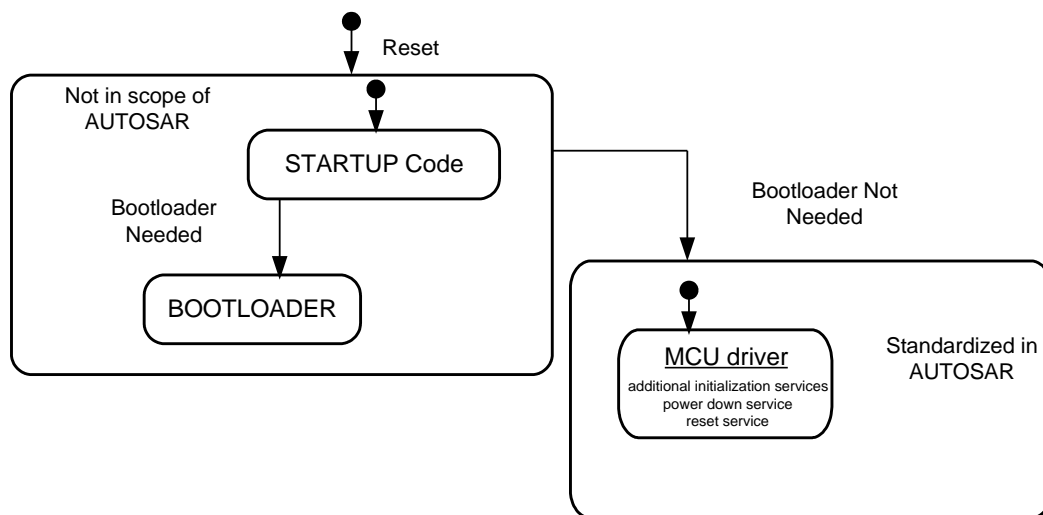 Reset
Not in scope of
AUTOSAR
STARTUP Code
Bootloader
Needed
BOOTLOADER
Bootloader Not
Needed
MCU driver
additional initialization services
power down service
reset service
Standardized in
AUTOSAR